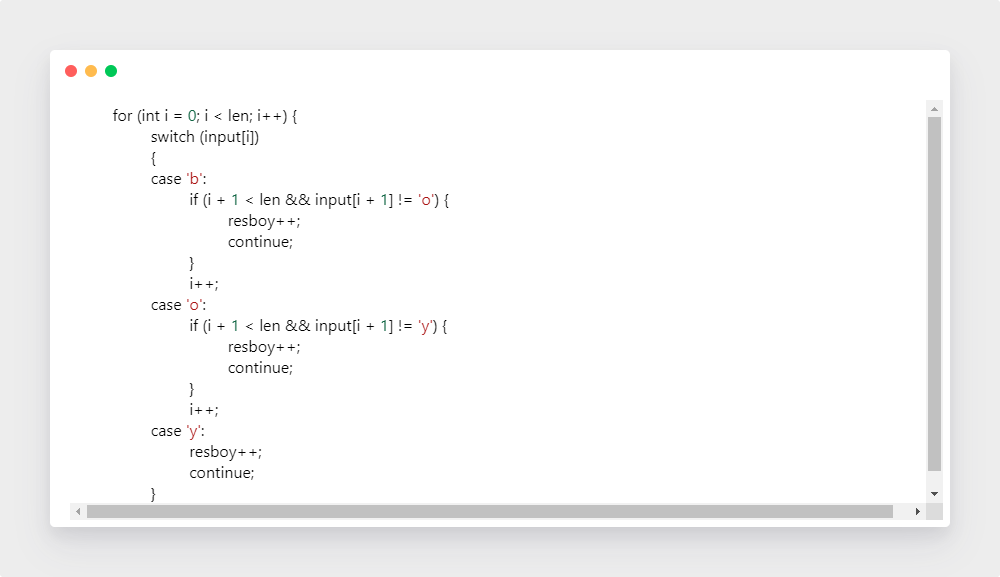 for (int i = 0; i < len; i++) {
switch (input[i])
{
case 'b':
if (i + 1 < len && input[i + 1] != 'o') {
resboy++;
continue;
}
i++;
case 'o':
if (i + 1 < len && input[i + 1] != 'y') {
resboy++;
continue;
}
i++;
case 'y':
resboy++;
continue;
}